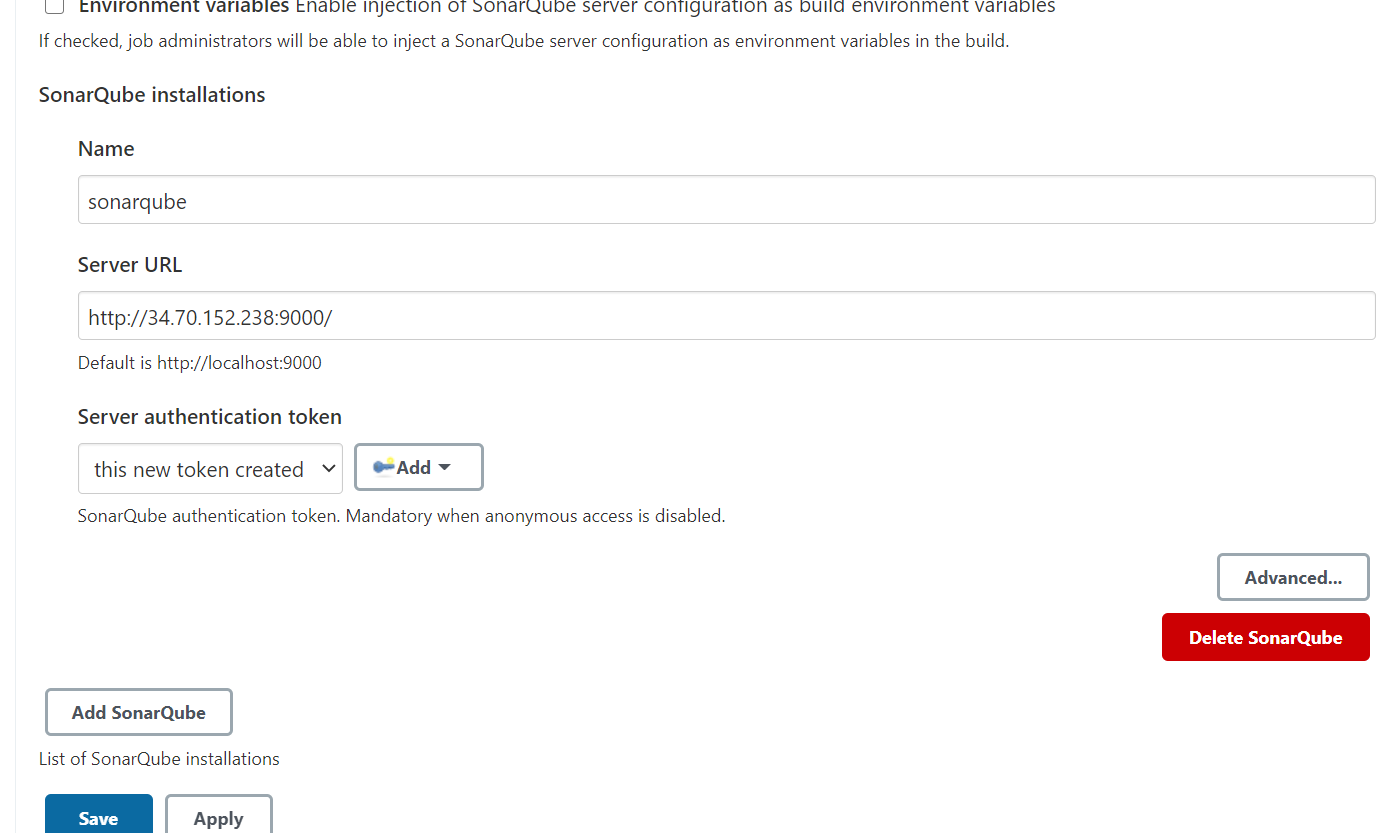 Environment variables Enable injection of SonarQube server configuration as build environment variables
If checked, job administrators will be able to inject a SonarQube server configuration as environment variables in the build.
SonarQube installations
Name
sonarqube
Server URL
http://34.70.152.238:9000/
Default is http://localhost:9000
Server authentication token
this new token created
Add
SonarQube authentication token. Mandatory when anonymous access is disabled.
Advanced...
Delete SonarQube
Add SonarQube
List of SonarQube installations
Save
Apply